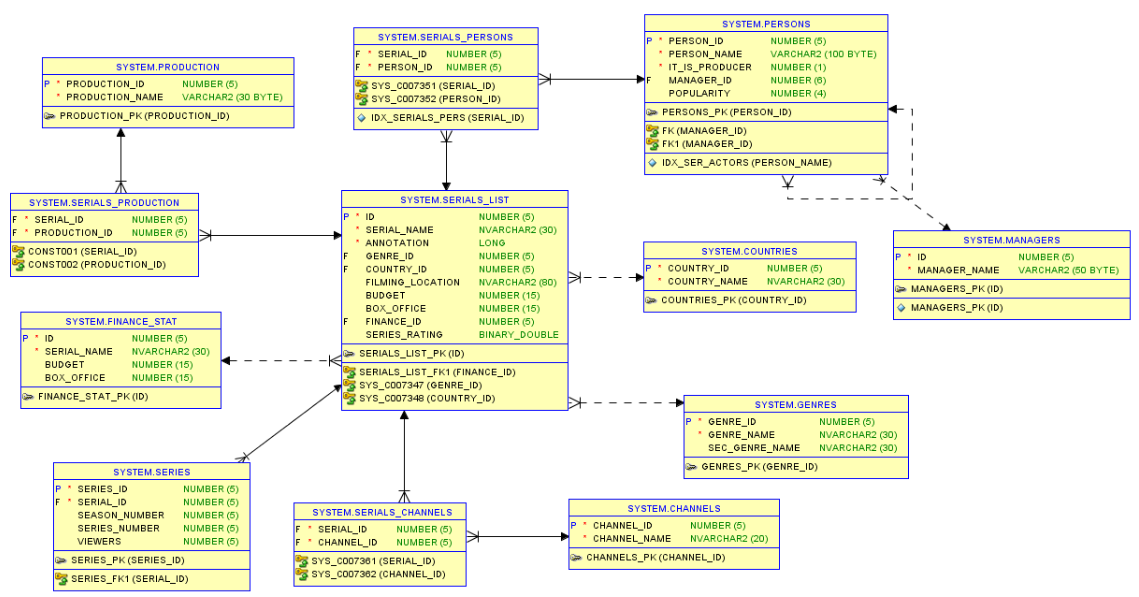 SYSTEM.PERSONS
P * PERSON_ID NUMBER (5)
* PERSON_NAME VARCHAR2 (100 BYTE)
* IT_IS_PRODUCER NUMBER (1)
F MANAGER_ID NUMBER (6)
POPULARITY NUMBER (4)
PERSONS_PK (PERSON_ID)
FK (MANAGER_ID)
FK1 (MANAGER_ID)
IDX_SER_ACTORS (PERSON_NAME)
SYSTEM.SERIALS_PERSONS
F * SERIAL_ID NUMBER (5)
F * PERSON_ID NUMBER (5)
SYS_C007351 (SERIAL_ID)
SYS_C007352 (PERSON_ID)
IDX_SERIALS_PERS (SERIAL_ID)
SYSTEM.PRODUCTION
P * PRODUCTION_ID NUMBER (5)
* PRODUCTION_NAME VARCHAR2 (30 BYTE)
PRODUCTION_PK (PRODUCTION_ID)
SYSTEM.SERIALS_PRODUCTION
F * SERIAL_ID NUMBER (5)
F * PRODUCTION_ID NUMBER (5)
CONST001 (SERIAL_ID)
CONST002 (PRODUCTION_ID)
SYSTEM.SERIALS_LIST
P * ID NUMBER (5)
* SERIAL_NAME NVARCHAR2 (30)
* ANNOTATION LONG
F GENRE_ID NUMBER (5)
F COUNTRY_ID NUMBER (5)
FILMING_LOCATION NVARCHAR2 (80)
BUDGET NUMBER (15)
BOX_OFFICE NUMBER (15)
F FINANCE_ID NUMBER (5)
SERIES_RATING BINARY_DOUBLE
SERIALS_LIST_PK (ID)
SERIALS_LIST_FK1 (FINANCE_ID)
SYS_C007347 (GENRE_ID)
SYS_C007348 (COUNTRY_ID)
SYSTEM.MANAGERS
P * ID NUMBER (5)
* MANAGER_NAME VARCHAR2 (50 BYTE)
MANAGERS_PK (ID)
MANAGERS_PK (ID)
SYSTEM.COUNTRIES
P * COUNTRY_ID NUMBER (5)
* COUNTRY_NAME NVARCHAR2 (30)
COUNTRIES_PK (COUNTRY_ID)
SYSTEM.FINANCE_STAT
P * ID NUMBER (5)
* SERIAL_NAME NVARCHAR2 (30)
BUDGET NUMBER (15)
BOX_OFFICE NUMBER (15)
FINANCE_STAT_PK (ID)
SYSTEM.GENRES
P * GENRE_ID NUMBER (5)
* GENRE_NAME NVARCHAR2 (30)
SEC_GENRE_NAME NVARCHAR2 (30)
GENRES_PK (GENRE_ID)
SYSTEM.SERIES
P * SERIES_ID NUMBER (5)
F * SERIAL_ID NUMBER (5)
SEASON_NUMBER NUMBER (5)
SERIES_NUMBER NUMBER (5)
VIEWERS NUMBER (5)
SERIES_PK (SERIES_ID)
SERIES_FK1 (SERIAL_ID)
SYSTEM.SERIALS_CHANNELS
F * SERIAL_ID NUMBER (5)
F * CHANNEL_ID NUMBER (5)
SYS_C007361 (SERIAL_ID)
SYS_C007362 (CHANNEL_ID)
SYSTEM.CHANNELS
P * CHANNEL_ID NUMBER (5)
* CHANNEL_NAME NVARCHAR2 (20)
CHANNELS_PK (CHANNEL_ID)